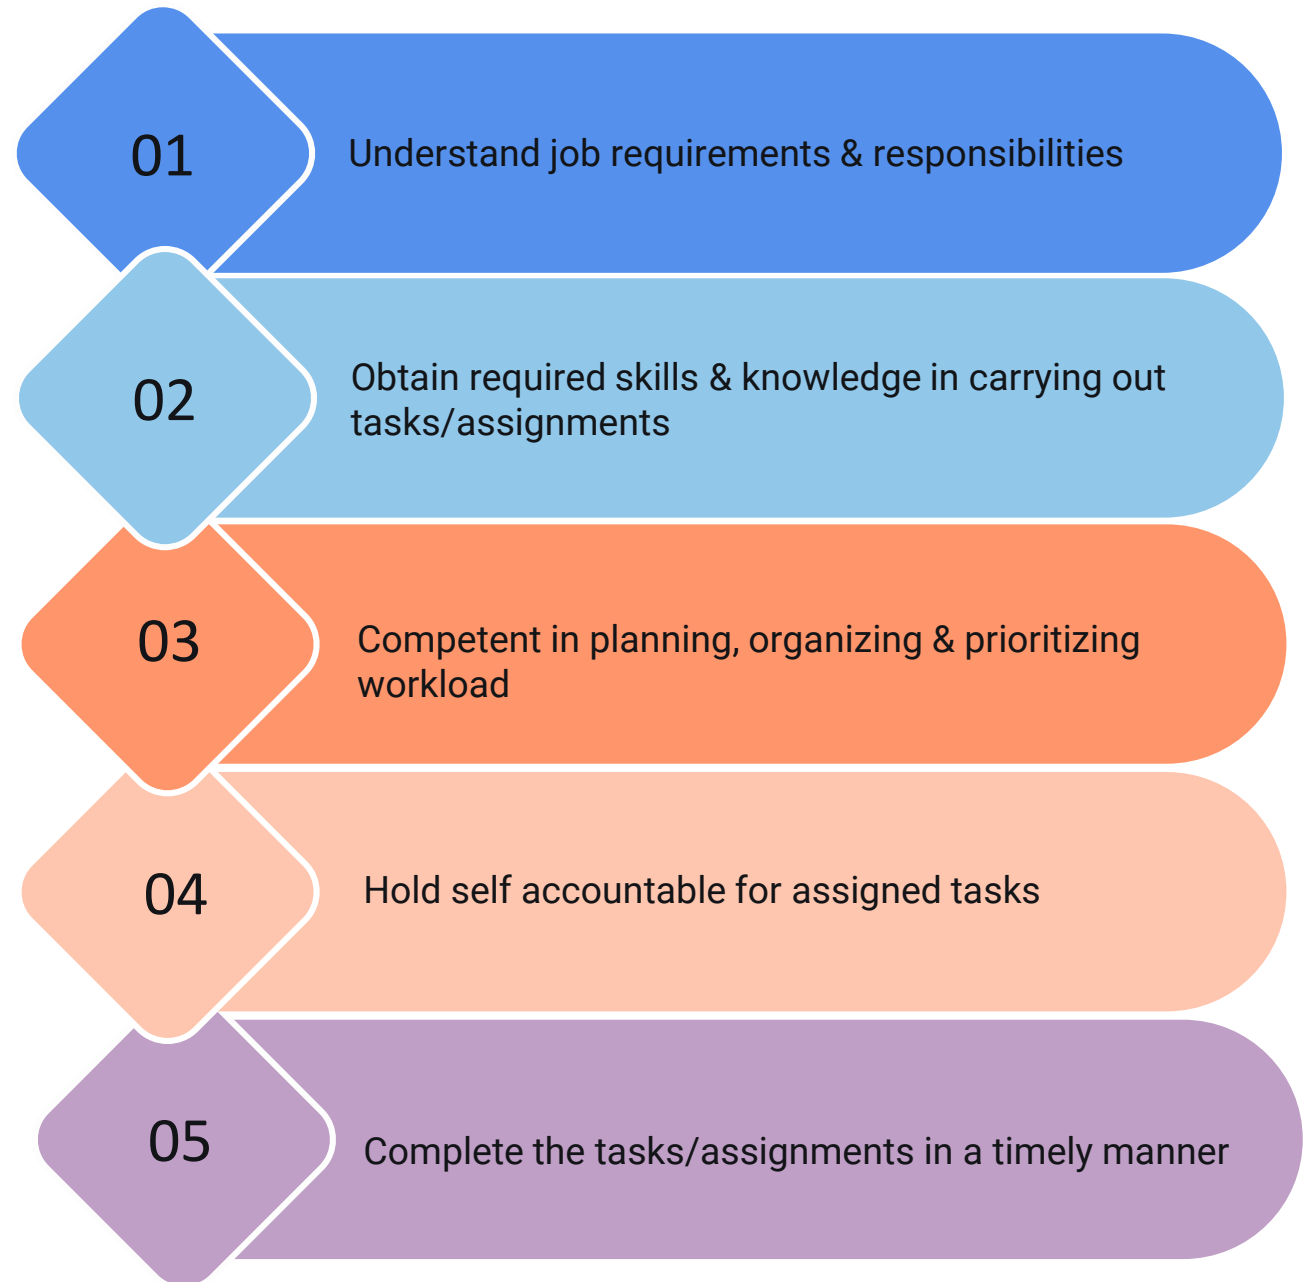 01
Understand job requirements & responsibilities
02
Obtain required skills & knowledge in carrying out
tasks/assignments
03
Competent in planning, organizing & prioritizing
workload
04
Hold self accountable for assigned tasks
05
Complete the tasks/assignments in a timely manner